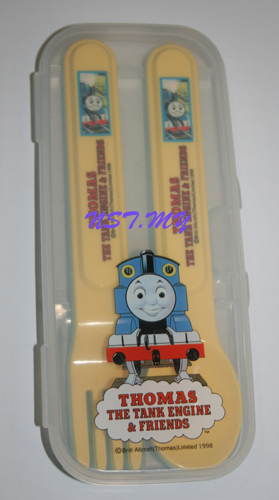 THOMAS
THE TANK ENGINE & FRIENDS
THOMAS
THE TANK ENGINE & FRIENDS
UST.MY
THOMAS
THE TANK ENGINE
& FRIENDS
TM
©Britt Allcroft(Thomas)Limited 1998